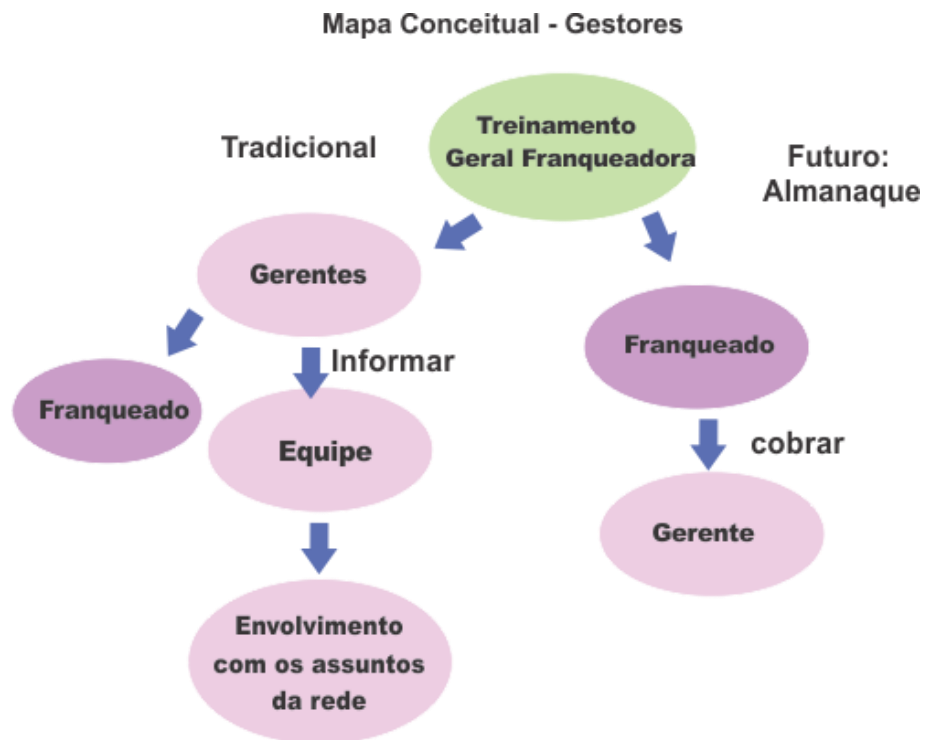 Mapa Conceitual - Gestores
Tradicional
Treinamento
Geral Franqueadora
Futuro:
Almanaque
Gerentes
Franqueado
Informar
Franqueado
Equipe
cobrar
Gerente
Envolvimento
com os assuntos
da rede